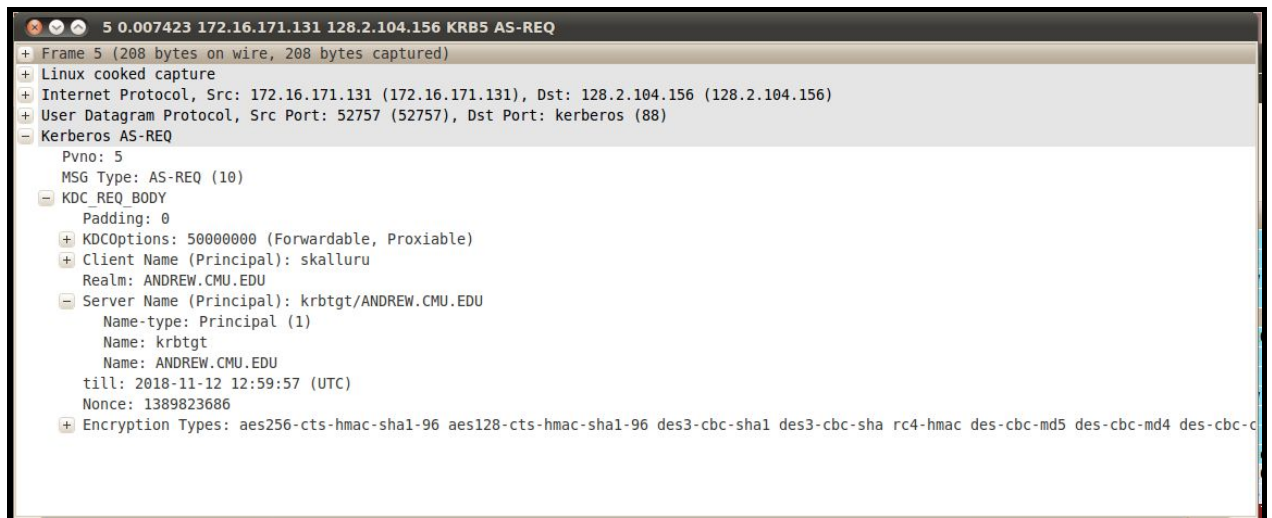 5 0.007423 172.16.171.131 128.2.104.156 KRB5 AS-REQ
Frame 5 (208 bytes on wire, 208 bytes captured)
Linux cooked capture
Internet Protocol, Src: 172.16.171.131 (172.16.171.131), Dst: 128.2.104.156 (128.2.104.156)
User Datagram Protocol, Src Port: 52757 (52757), Dst Port: kerberos (88)
Kerberos AS-REQ
Pvno: 5
MSG Type: AS-REQ (10)
KDC_REQ_BODY
Padding: 0
KDCOptions: 50000000 (Forwardable, Proxiable)
Client Name (Principal): skalluru
Realm: ANDREW.CMU.EDU
Server Name (Principal): krbtgt/ANDREW.CMU.EDU
Name-type: Principal (1)
Name: krbtgt
Name: ANDREW.CMU.EDU
till: 2018-11-12 12:59:57 (UTC)
Nonce: 1389823686
Encryption Types: aes256-cts-hmac-sha1-96 aes128-cts-hmac-sha1-96 des3-cbc-sha1 des3-cbc-sha rc4-hmac des-cbc-md5 des-cbc-md4 des-cbc-c